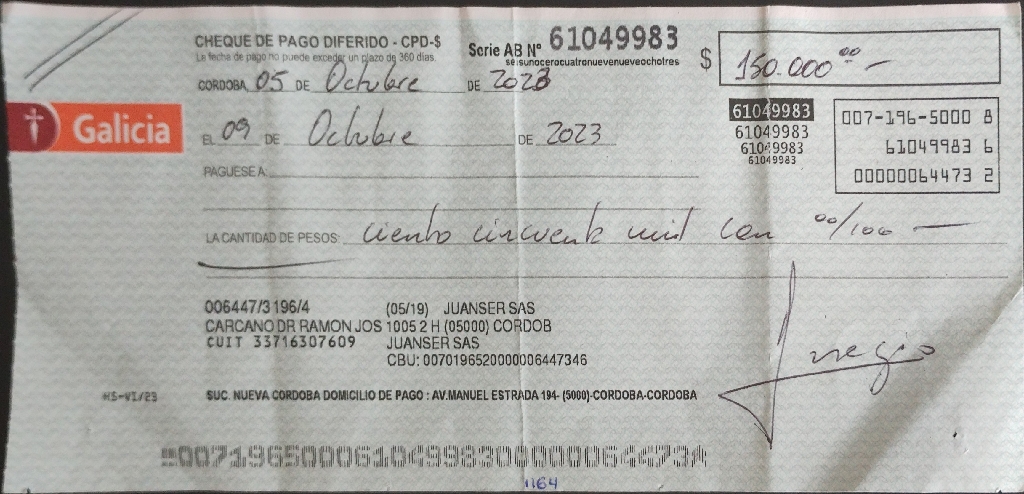 CHEQUE DE PAGO DIFERIDO - CPD-$
La fecha de pago no puede exceder un plazo de 360 días.
Serie AB Nº 61049983
seisunocerocuatronuevenueveochotres
$ 150.000 00/ —
CORDOBA, 05 DE Octubre DE 2023
61049983
61049983
61049983
61049983
007-196-5000 8
61049983 6
00000064473 2
Galicia
EL 09 DE Octubre DE 2023
PAGUESE A:
LA CANTIDAD DE PESOS: ciento cincuenta mil con 00/100 —
006447/3 196/4 (05/19) JUANSER SAS
CARCANO DR RAMON JOS 1005 2 H (05000) CORDOB
CUIT 33716307609 JUANSER SAS
CBU: 0070196520000006447346
HS-VI/23
SUC. NUEVA CORDOBA DOMICILIO DE PAGO : AV.MANUEL ESTRADA 194- (5000)-CORDOBA-CORDOBA
00719650006104998300000064473
1164